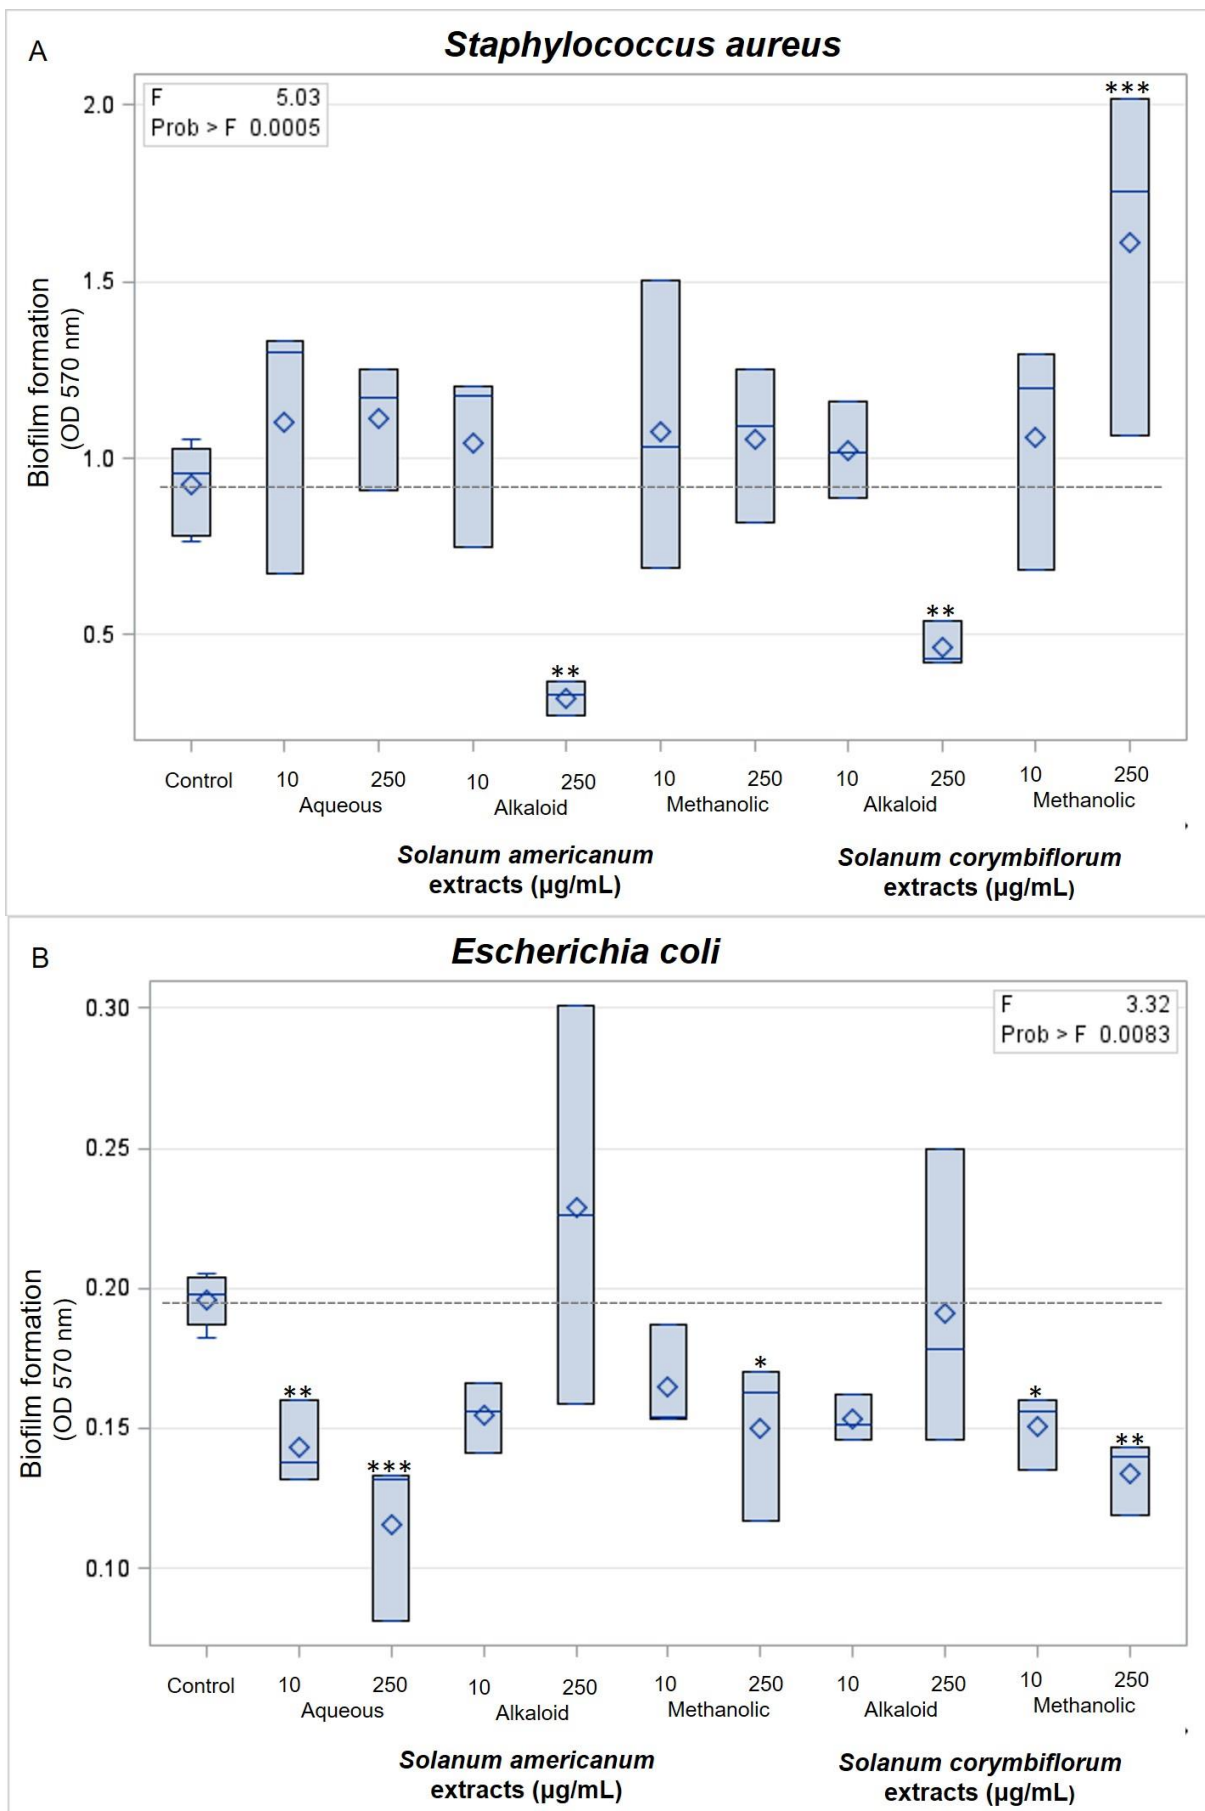 A
Staphylococcus aureus
F 5.03
Prob > F 0.0005
2.0
1.5
1.0
0.5
Biofilm formation
(OD 570 nm)
***
**
**
Control 10 250 10 250 10 250 10 250 10 250
Aqueous Alkaloid Methanolic Alkaloid Methanolic
Solanum americanum
extracts (µg/mL)
Solanum corymbiflorum
extracts (µg/mL)
B
Escherichia coli
F 3.32
Prob > F 0.0083
0.30
0.25
0.20
0.15
0.10
Biofilm formation
(OD 570 nm)
**
***
*
*
**
Control 10 250 10 250 10 250 10 250 10 250
Aqueous Alkaloid Methanolic Alkaloid Methanolic
Solanum americanum
extracts (µg/mL)
Solanum corymbiflorum
extracts (µg/mL)